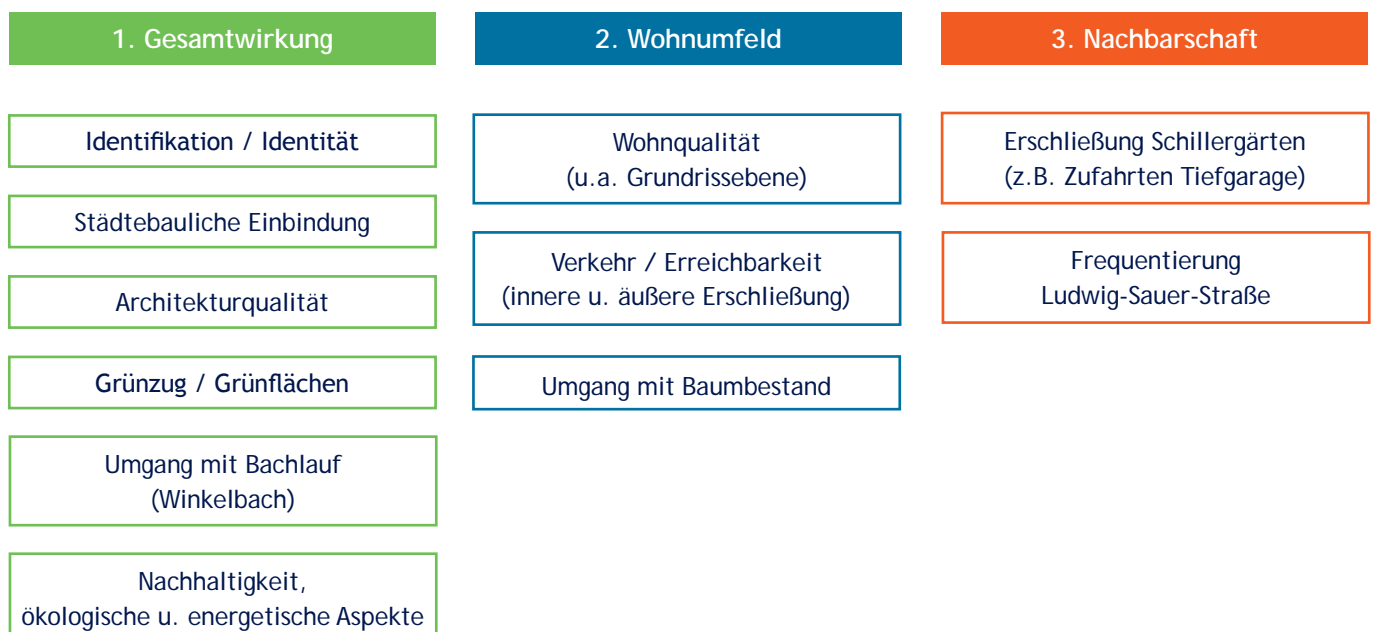 1. Gesamtwirkung
Identifikation / Identität
Städtebauliche Einbindung
Architekturqualität
Grünzug / Grünflächen
Umgang mit Bachlauf
(Winkelbach)
Nachhaltigkeit,
ökologische u. energetische Aspekte
2. Wohnumfeld
Wohnqualität
(u.a. Grundrissebene)
Verkehr / Erreichbarkeit
(innere u. äußere Erschließung)
Umgang mit Baumbestand
3. Nachbarschaft
Erschließung Schillergärten
(z.B. Zufahrten Tiefgarage)
Frequentierung
Ludwig-Sauer-Straße